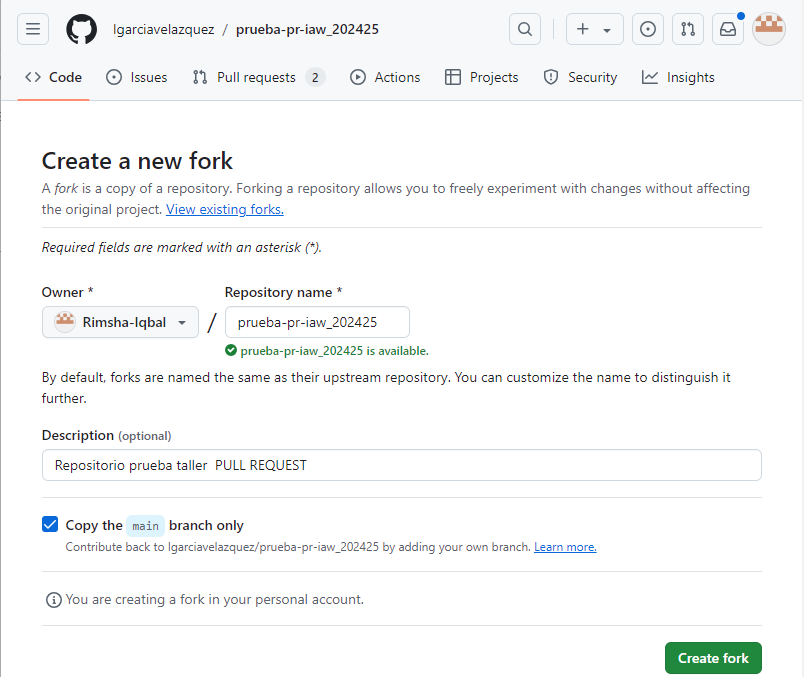 lgarciavelazquez / prueba-pr-iaw_202425
Code Issues Pull requests 2 Actions Projects Security Insights
Create a new fork
A fork is a copy of a repository. Forking a repository allows you to freely experiment with changes without affecting
the original project. View existing forks.
Required fields are marked with an asterisk (*).
Owner * Repository name *
Rimsha-Iqbal / prueba-pr-iaw_202425
prueba-pr-iaw_202425 is available.
By default, forks are named the same as their upstream repository. You can customize the name to distinguish it
further.
Description (optional)
Repositorio prueba taller PULL REQUEST
Copy the main branch only
Contribute back to lgarciavelazquez/prueba-pr-iaw_202425 by adding your own branch. Learn more.
You are creating a fork in your personal account.
Create fork